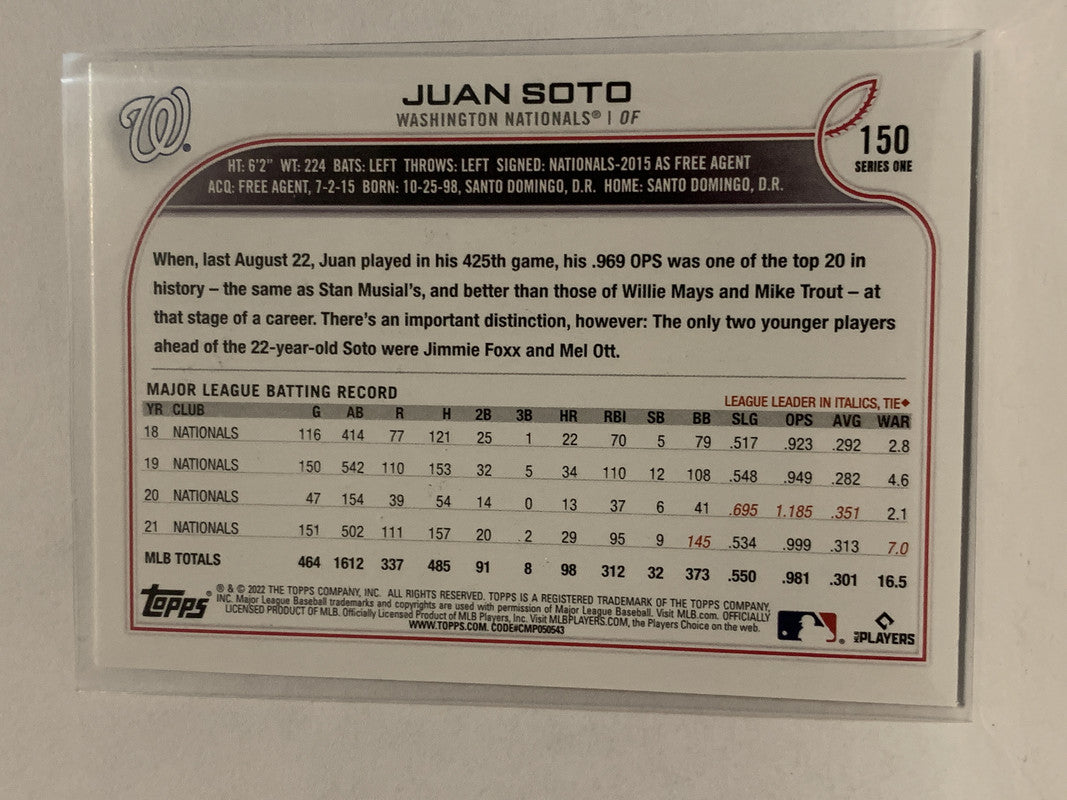 W
JUAN SOTO
WASHINGTON NATIONALS® | OF
150
SERIES ONE
HT: 6'2" WT: 224 BATS: LEFT THROWS: LEFT SIGNED: NATIONALS-2015 AS FREE AGENT
ACQ: FREE AGENT, 7-2-15 BORN: 10-25-98, SANTO DOMINGO, D.R. HOME: SANTO DOMINGO, D.R.
When, last August 22, Juan played in his 425th game, his .969 OPS was one of the top 20 in
history – the same as Stan Musial's, and better than those of Willie Mays and Mike Trout – at
that stage of a career. There's an important distinction, however: The only two younger players
ahead of the 22-year-old Soto were Jimmie Foxx and Mel Ott.
MAJOR LEAGUE BATTING RECORD LEAGUE LEADER IN ITALICS, TIE◆
YR CLUB G AB R H 2B 3B HR RBI SB BB SLG OPS AVG WAR
18 NATIONALS 116 414 77 121 25 1 22 70 5 79 .517 .923 .292 2.8
19 NATIONALS 150 542 110 153 32 5 34 110 12 108 .548 .949 .282 4.6
20 NATIONALS 47 154 39 54 14 0 13 37 6 41 .695 1.185 .351 2.1
21 NATIONALS 151 502 111 157 20 2 29 95 9 145 .534 .999 .313 7.0
MLB TOTALS 464 1612 337 485 91 8 98 312 32 373 .550 .981 .301 16.5
topps®
® & © 2022 THE TOPPS COMPANY, INC. ALL RIGHTS RESERVED. TOPPS IS A REGISTERED TRADEMARK OF THE TOPPS COMPANY,
INC. Major League Baseball trademarks and copyrights are used with permission of Major League Baseball. Visit MLB.com. OFFICIALLY
LICENSED PRODUCT OF MLB. Officially Licensed Product of MLB Players, Inc. Visit MLBPLAYERS.COM, the Players Choice on the web.
WWW.TOPPS.COM. CODE#CMP050543
MLB PLAYERS